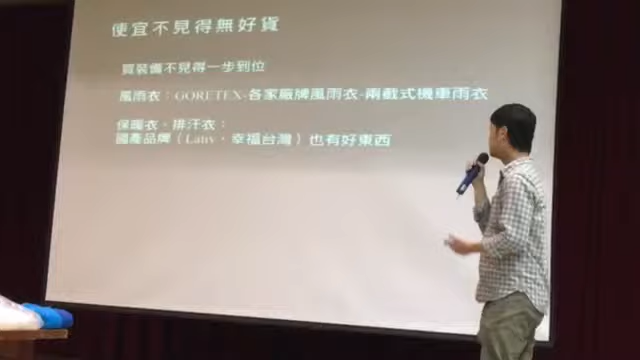 便宜不見得無好貨
買裝備不見得一步到位
風雨衣：GORETEX-各家廠牌風雨衣-兩截式機車雨衣
保暖衣、排汗衣：
國產品牌（Lativ、幸福台灣）也有好東西